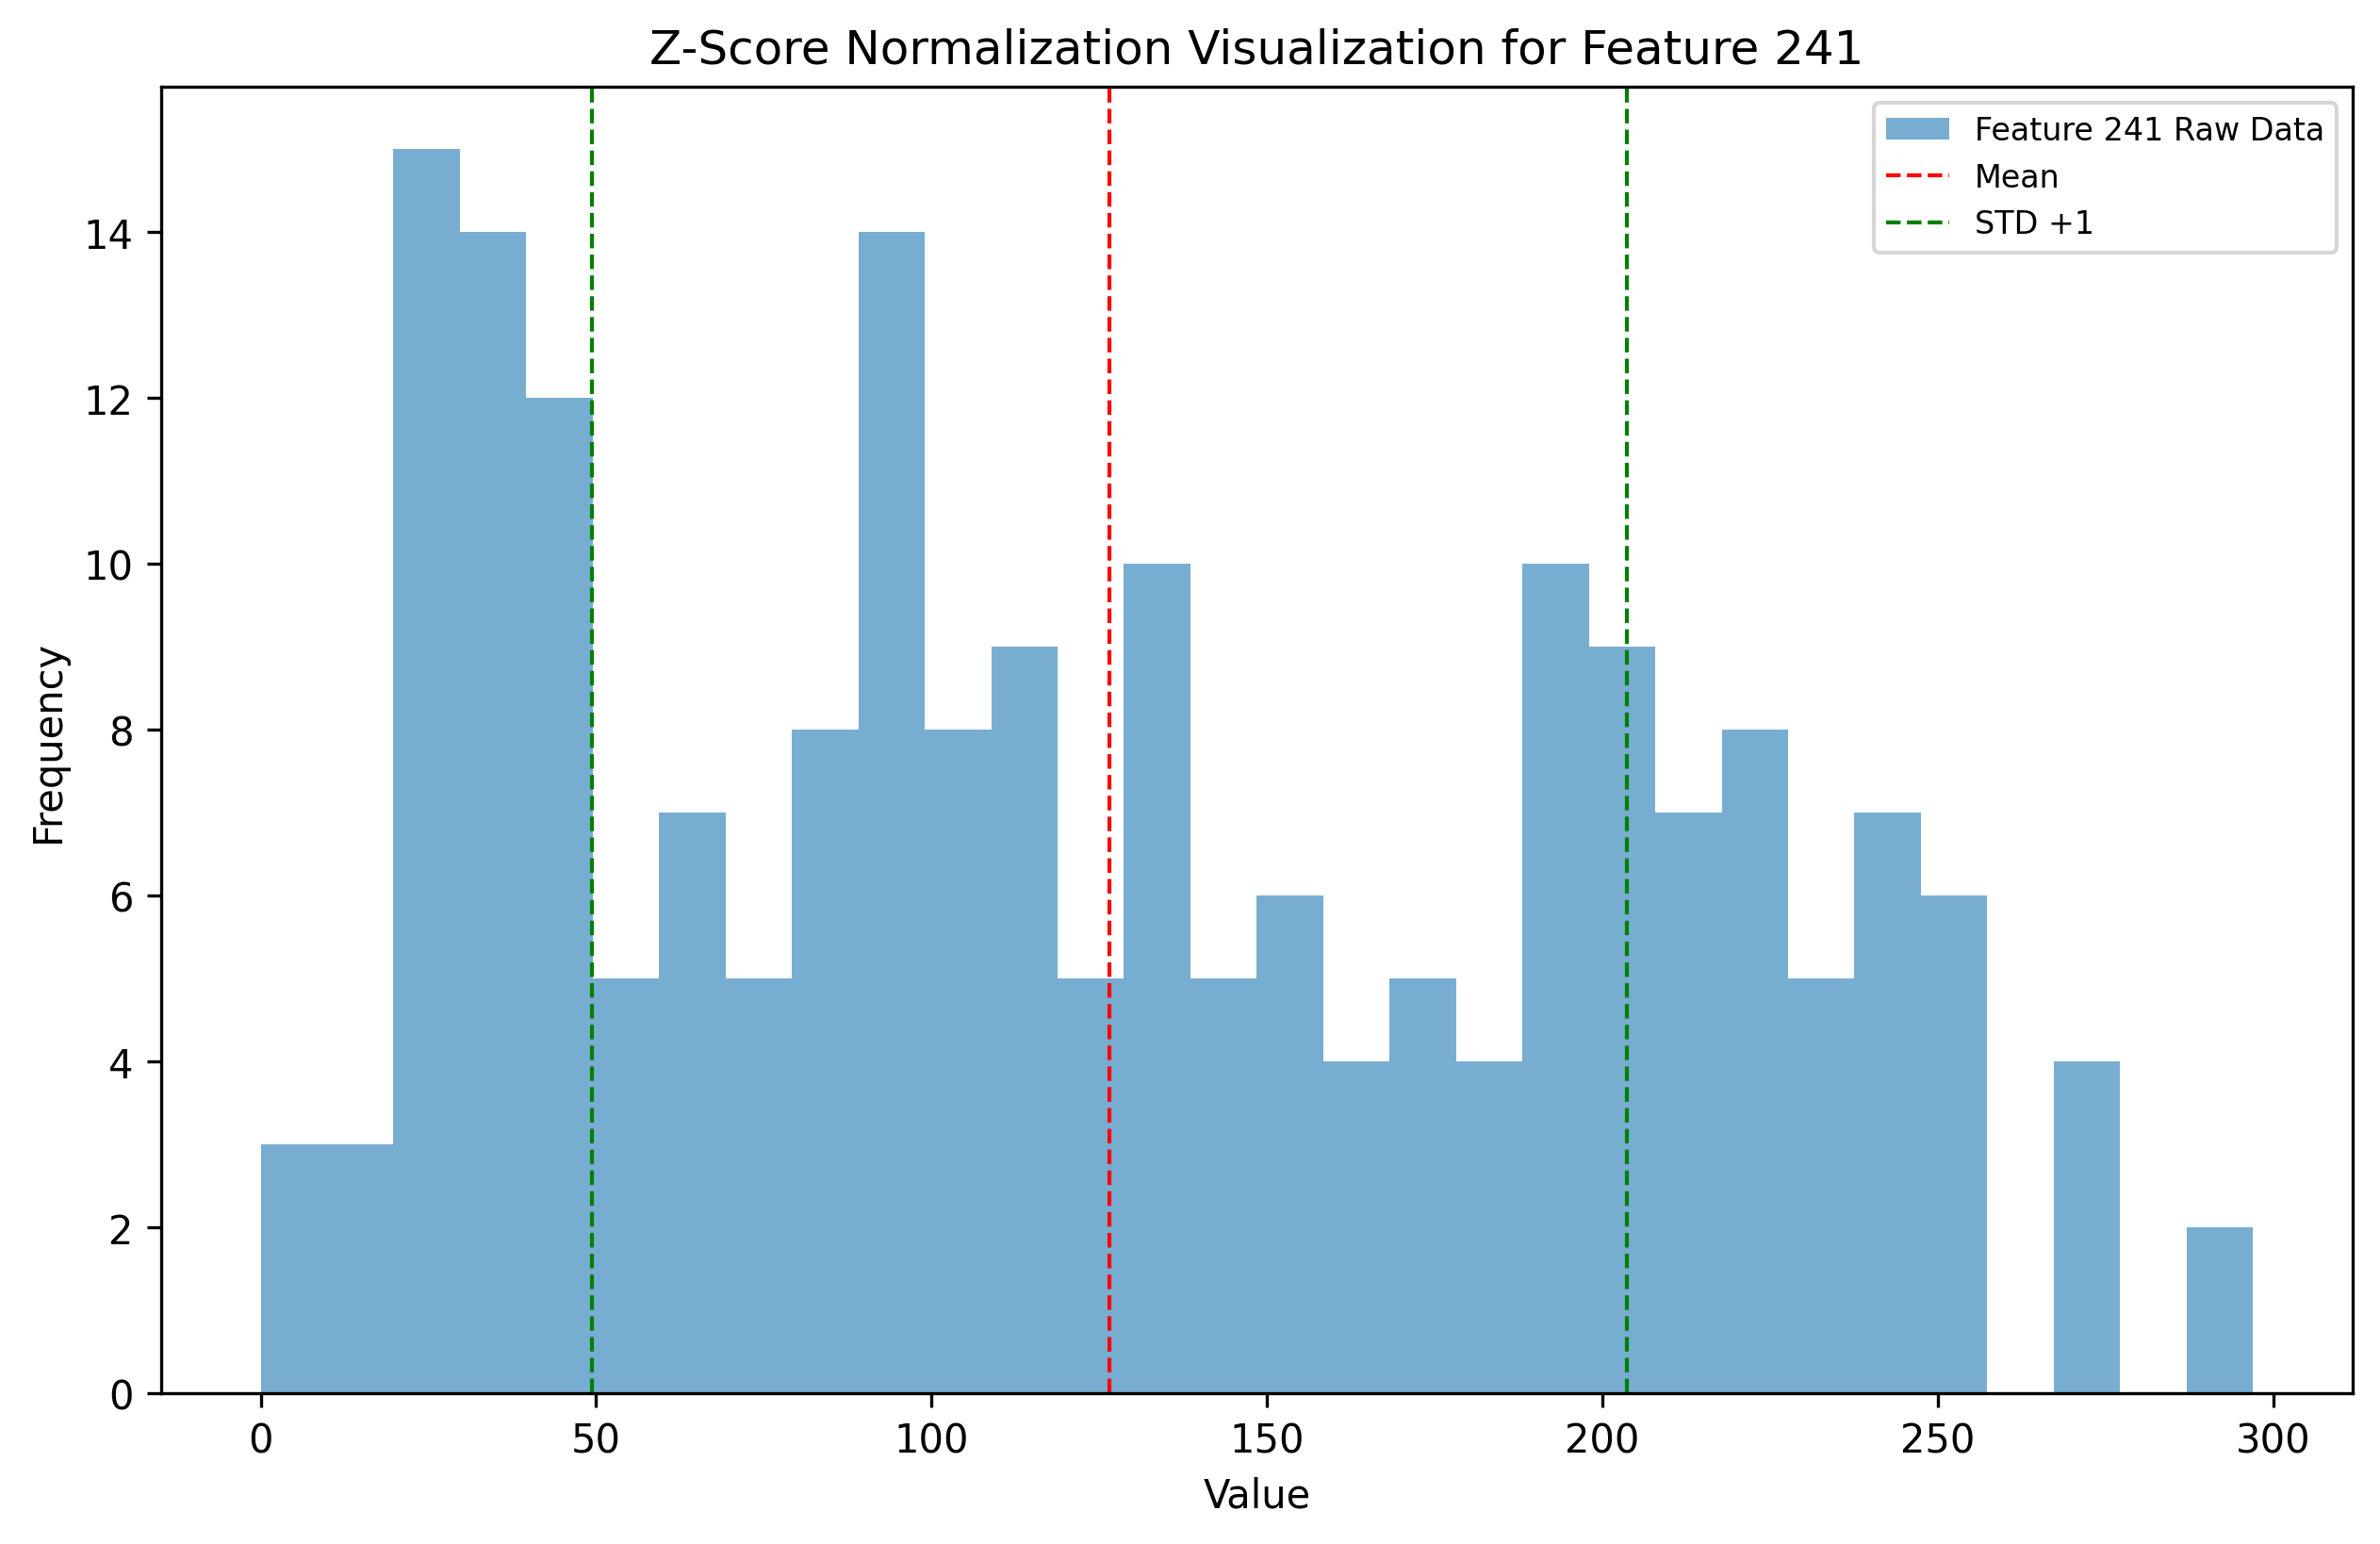 Z-Score Normalization Visualization for Feature 241
Feature 241 Raw Data
Mean
STD +1
14
12
10
8
6
4
2
0
Frequency
0 50 100 150 200 250 300
Value